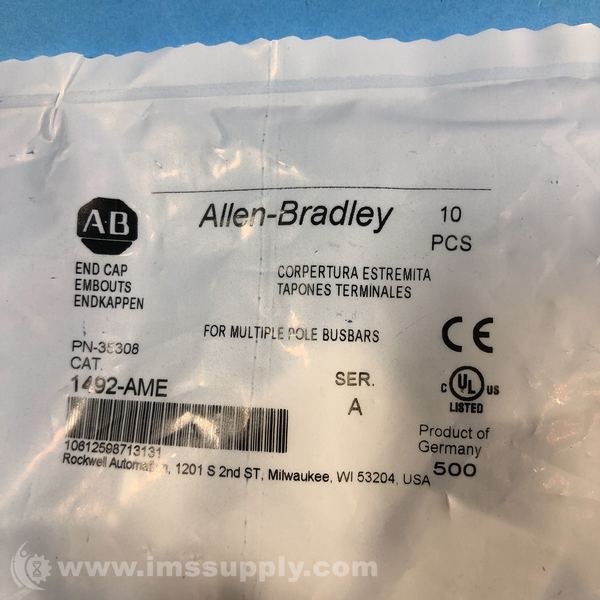 A-B
Allen-Bradley
10
PCS
END CAP
EMBOUTS
ENDKAPPEN
CORPERTURA ESTREMITA
TAPONES TERMINALES
FOR MULTIPLE POLE BUSBARS
CE
PN-35308
CAT.
1492-AME
SER.
A
C UL US
LISTED
10612598713131
Product of
Germany
500
Rockwell Automation, 1201 S 2nd ST, Milwaukee, WI 53204, USA
www.imssupply.com